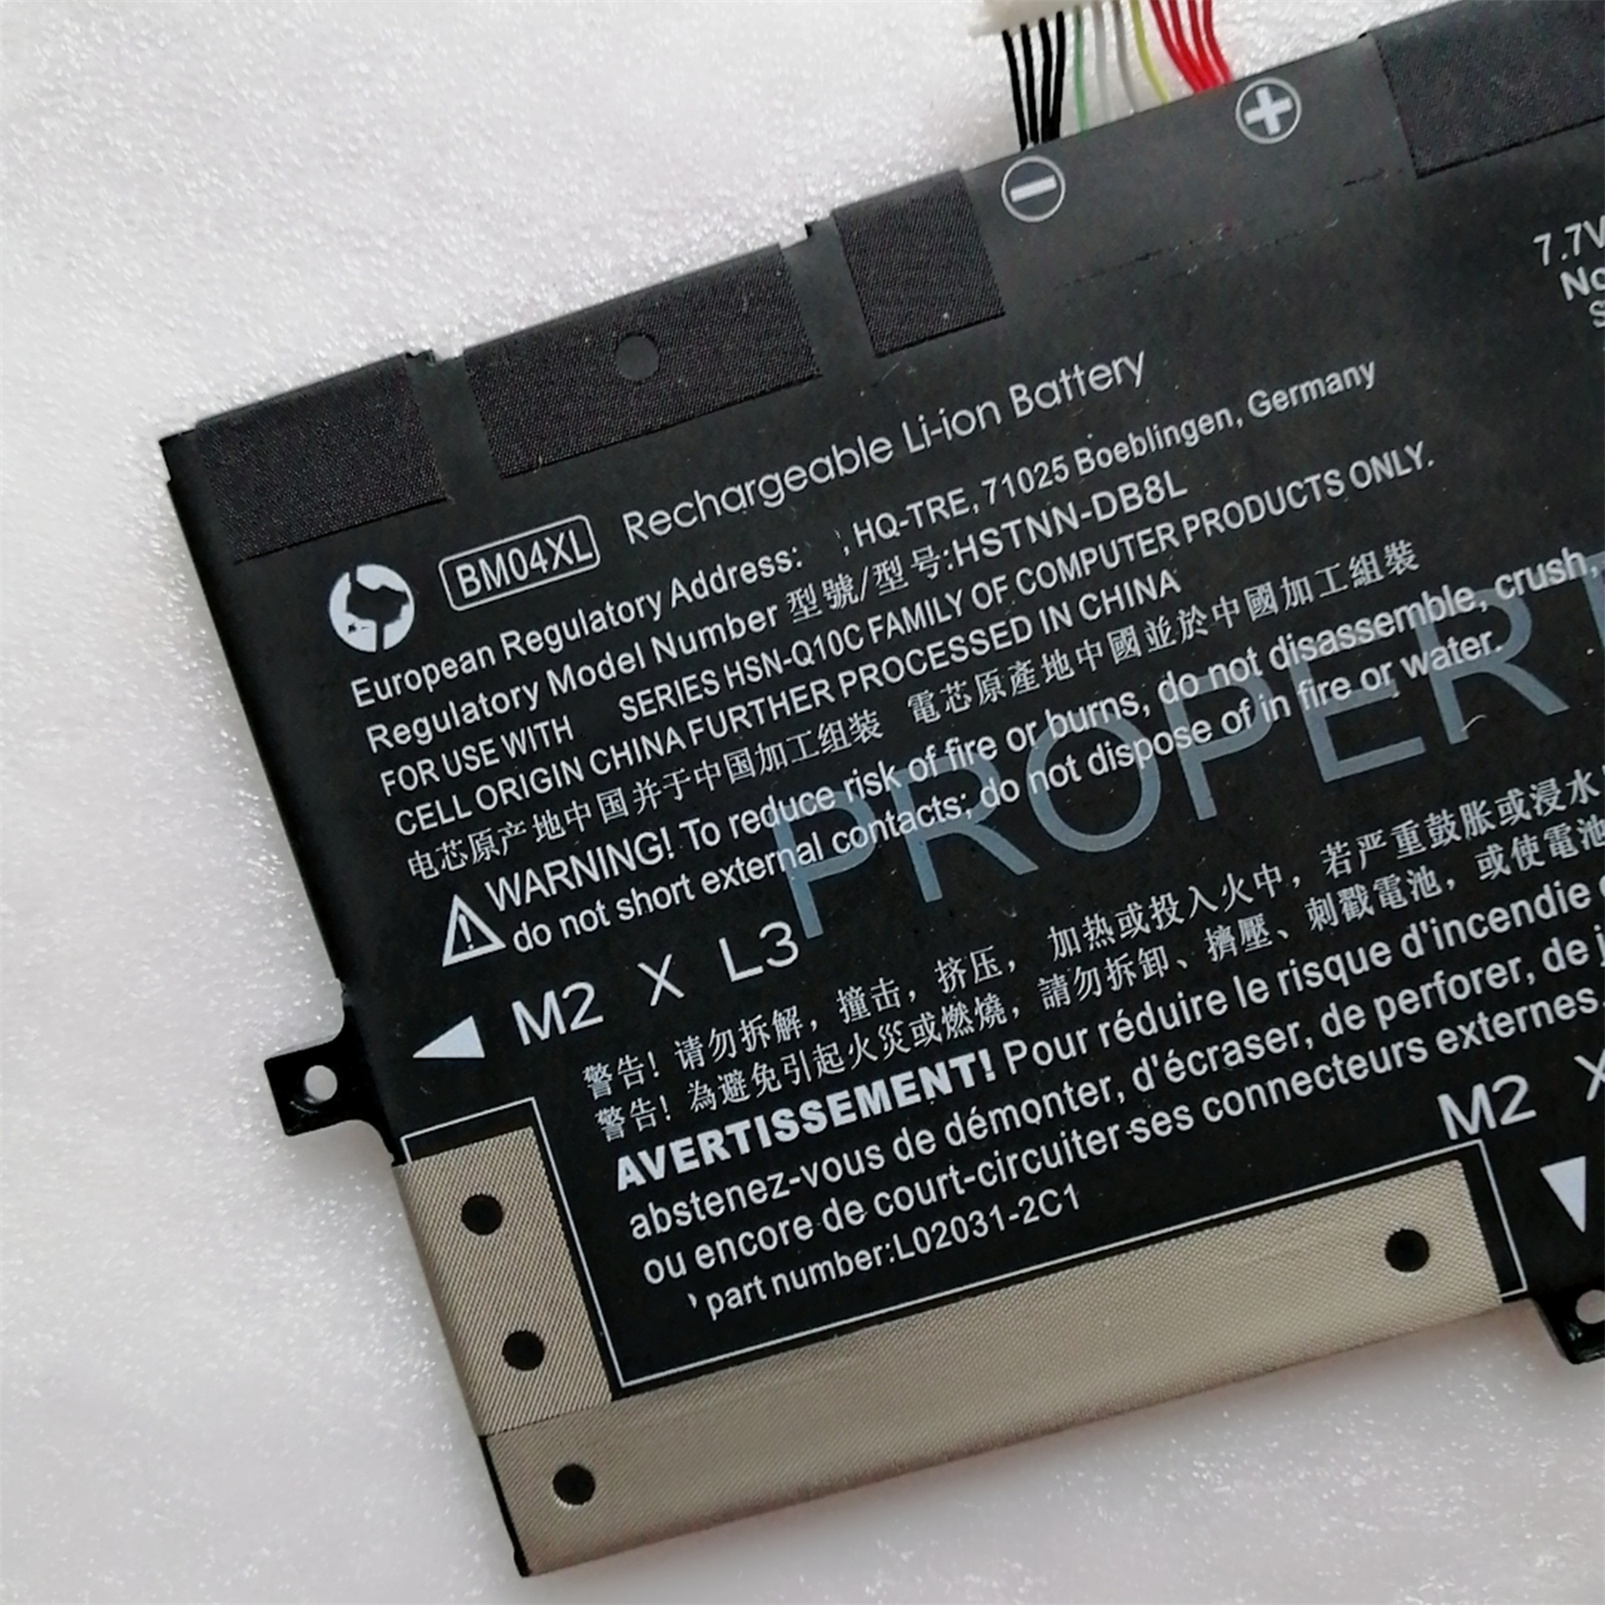 BM04XL Rechargeable Li-ion Battery
European Regulatory Address: , HQ-TRE, 71025 Boeblingen, Germany
Regulatory Model Number 型號/型号:HSTNN-DB8L
FOR USE WITH SERIES HSN-Q10C FAMILY OF COMPUTER PRODUCTS ONLY.
CELL ORIGIN CHINA FURTHER PROCESSED IN CHINA
电芯原产地中国并于中国加工组装 電芯原產地中國並於中國加工組裝
WARNING! To reduce risk of fire or burns, do not disassemble, crush,
do not short external contacts; do not dispose of in fire or water.
PROPERT
7.7V
M2 X L3
警告! 请勿拆解, 撞击, 挤压, 加热或投入火中, 若严重鼓胀或浸水
警告! 為避免引起火災或燃燒, 請勿拆卸、擠壓、刺戳電池, 或使電池
AVERTISSEMENT! Pour réduire le risque d'incendie
abstenez-vous de démonter, d'écraser, de perforer, de
ou encore de court-circuiter ses connecteurs externes.
part number:L02031-2C1
M2 X